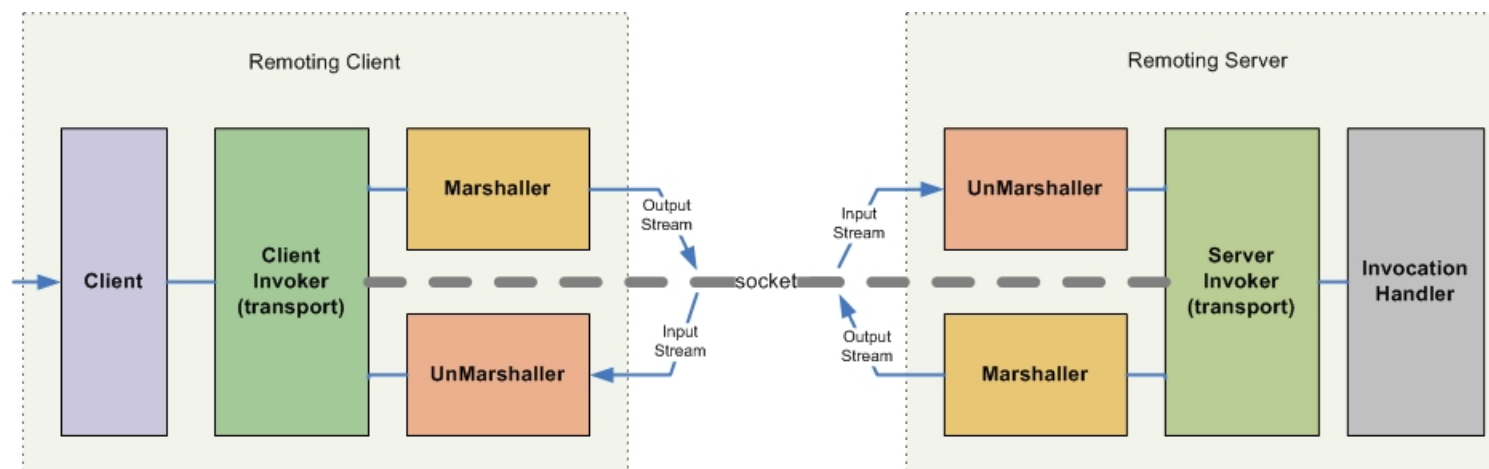 Remoting Client
Remoting Server
Client
Client
Invoker
(transport)
Marshaller
UnMarshaller
Output
Stream
Input
Stream
socket
Input
Stream
Output
Stream
UnMarshaller
Marshaller
Server
Invoker
(transport)
Invocation
Handler